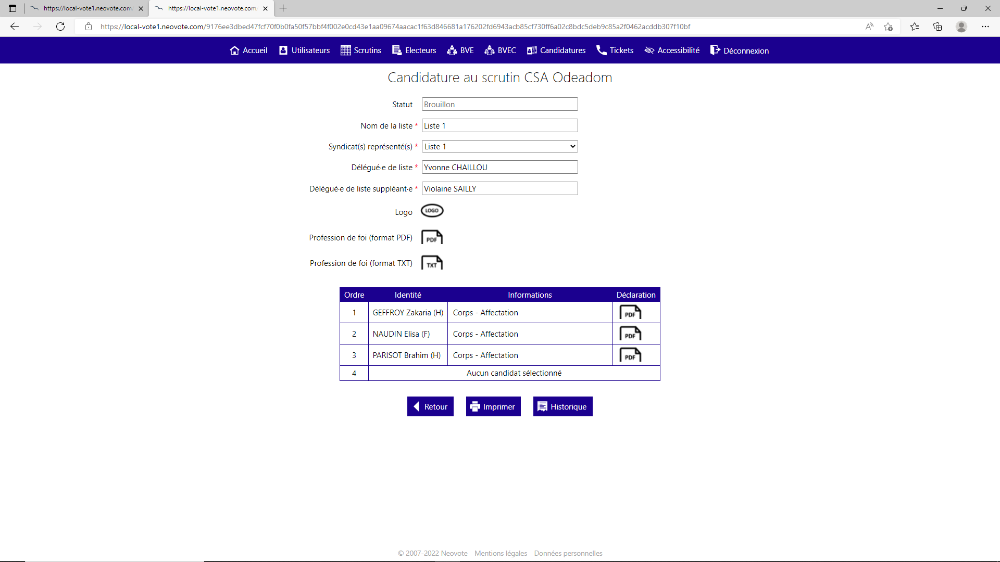 https://local-vote1.neovote.com/
https://local-vote1.neovote.com/
https://local-vote1.neovote.com/9176ee3dbed47fcf70f0b0fa50f57bbf4f002e0cd43e1aa09674aacac1f63d846681a176202fd6943acb85cf730ff6a02c8bdc5deb9c85a2f0462acddb307f10bf
Accueil Utilisateurs Scrutins Electeurs BVE BVEC Candidatures Tickets Accessibilité Déconnexion
Candidature au scrutin CSA Odeadom
Statut Brouillon
Nom de la liste * Liste 1
Syndicat(s) représenté(s) * Liste 1
Délégué·e de liste * Yvonne CHAILLOU
Délégué·e de liste suppléant·e * Violaine SAILLY
Logo LOGO
Profession de foi (format PDF) PDF
Profession de foi (format TXT) TXT
Ordre Identité Informations Déclaration
1 GEFFROY Zakaria (H) Corps - Affectation PDF
2 NAUDIN Elisa (F) Corps - Affectation PDF
3 PARISOT Brahim (H) Corps - Affectation PDF
4 Aucun candidat sélectionné
Retour Imprimer Historique
© 2007-2022 Neovote Mentions légales Données personnelles